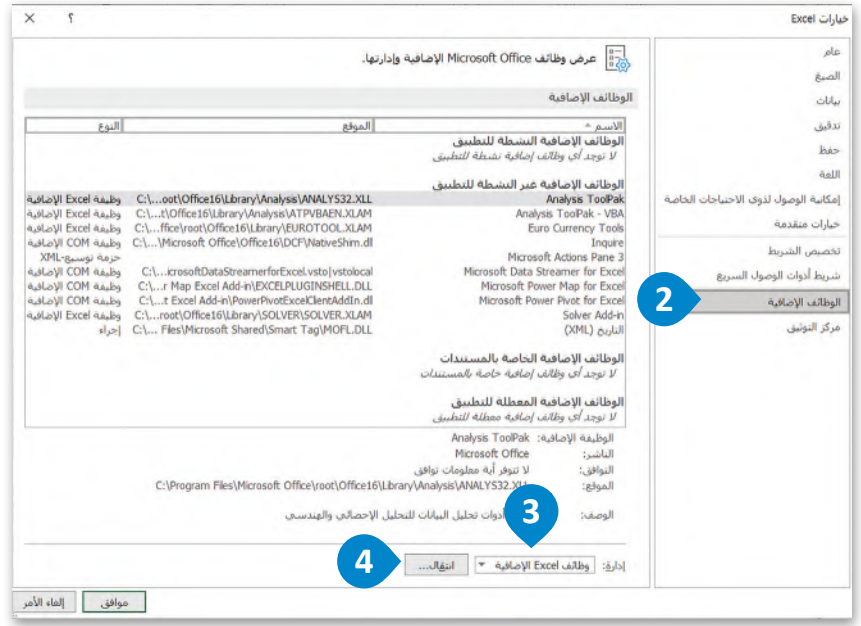 خيارات Excel
؟ ×
عام
الصيغ
بيانات
تدقيق
حفظ
اللغة
إمكانية الوصول لذوي الاحتياجات الخاصة
خيارات متقدمة
تخصيص الشريط
شريط أدوات الوصول السريع
الوظائف الإضافية
مركز التوثيق
2
عرض وظائف Microsoft Office الإضافية وإدارتها.
الوظائف الإضافية
الاسم الموقع النوع
الوظائف الإضافية النشطة للتطبيق
لا توجد أي وظائف إضافية نشطة للتطبيق
الوظائف الإضافية غير النشطة للتطبيق
Analysis ToolPak C:\...oot\Office16\Library\Analysis\ANALYS32.XLL وظيفة Excel الإضافية
Analysis ToolPak - VBA C:\...t\Office16\Library\Analysis\ATPVBAEN.XLAM وظيفة Excel الإضافية
Euro Currency Tools C:\...ffice\root\Office16\Library\EUROTOOL.XLAM وظيفة Excel الإضافية
Inquire C:\...\Microsoft Office\Office16\DCF\NativeShim.dl وظيفة COM الإضافية
Microsoft Actions Pane 3 حزمة توسيع-XML
Microsoft Data Streamer for Excel C:\...icrosoftDataStreamerforExcel.vsto|vstolocal وظيفة COM الإضافية
Microsoft Power Map for Excel C:\...r Map Excel Add-in\EXCELPLUGINSHELL.DLL وظيفة COM الإضافية
Microsoft Power Pivot for Excel C:\...t Excel Add-in\PowerPivotExcelClientAddIn.dl وظيفة COM الإضافية
Solver Add-in C:\...root\Office16\Library\SOLVER\SOLVER.XLAM وظيفة Excel الإضافية
التاريخ (XML) C:\... Files\Microsoft Shared\Smart Tag\MOFL.DLL إجراء
الوظائف الإضافية الخاصة بالمستندات
لا توجد أي وظائف إضافية خاصة بالمستندات
الوظائف الإضافية المعطلة للتطبيق
لا توجد أي وظائف إضافية معطلة للتطبيق
الوظيفة الإضافية: Analysis ToolPak
الناشر: Microsoft Office
التوافق: لا تتوفر أية معلومات توافق
الموقع: C:\Program Files\Microsoft Office\root\Office16\Library\Analysis\ANALYS32.XLL
الوصف: أدوات تحليل البيانات للتحليل الإحصائي والهندسي
3
4
إدارة: وظائف Excel الإضافية انتقال...
موافق إلغاء الأمر